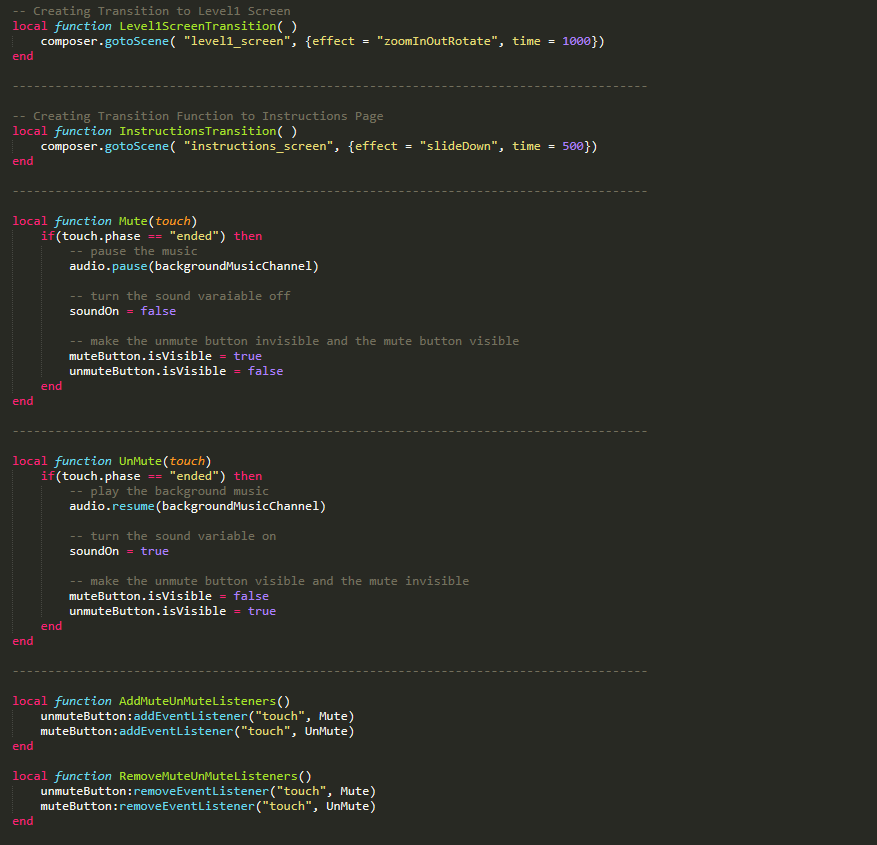 -- Creating Transition to Level1 Screen
local function Level1ScreenTransition( )
    composer.gotoScene( "level1_screen", {effect = "zoomInOutRotate", time = 1000})
end

-----------------------------------------------------------------------------------------

-- Creating Transition Function to Instructions Page
local function InstructionsTransition( )
    composer.gotoScene( "instructions_screen", {effect = "slideDown", time = 500})
end

-----------------------------------------------------------------------------------------

local function Mute(touch)
    if(touch.phase == "ended") then
        -- pause the music
        audio.pause(backgroundMusicChannel)

        -- turn the sound varaiable off
        soundOn = false

        -- make the unmute button invisible and the mute button visible
        muteButton.isVisible = true
        unmuteButton.isVisible = false
    end
end

-----------------------------------------------------------------------------------------

local function UnMute(touch)
    if(touch.phase == "ended") then
        -- play the background music
        audio.resume(backgroundMusicChannel)

        -- turn the sound variable on
        soundOn = true

        -- make the unmute button visible and the mute invisible
        muteButton.isVisible = false
        unmuteButton.isVisible = true
    end
end

-----------------------------------------------------------------------------------------

local function AddMuteUnMuteListeners()
    unmuteButton:addEventListener("touch", Mute)
    muteButton:addEventListener("touch", UnMute)
end

local function RemoveMuteUnMuteListeners()
    unmuteButton:removeEventListener("touch", Mute)
    muteButton:removeEventListener("touch", UnMute)
end